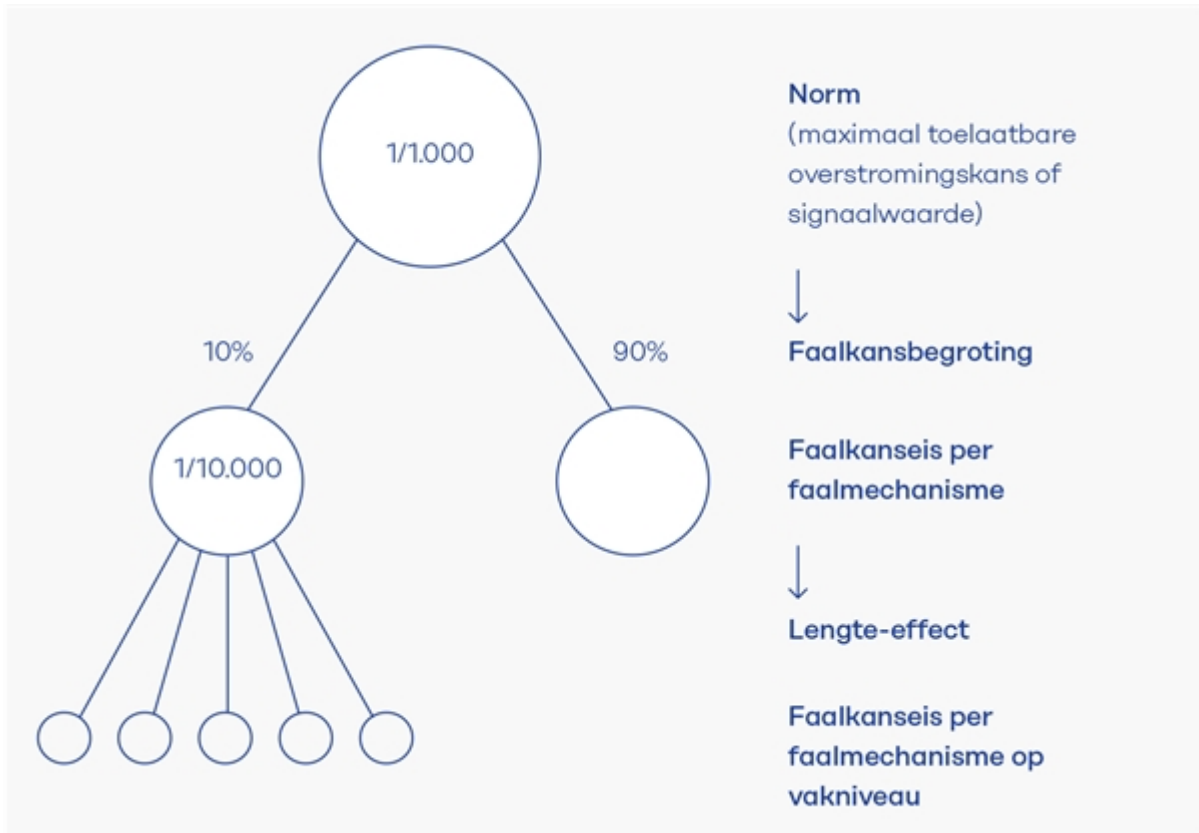 1/1.000
10%
90%
1/10.000
Norm
(maximaal toelaatbare
overstromingskans of
signaalwaarde)
Faalkansbegroting
Faalkanseis per
faalmechanisme
Lengte-effect
Faalkanseis per
faalmechanisme op
vakniveau